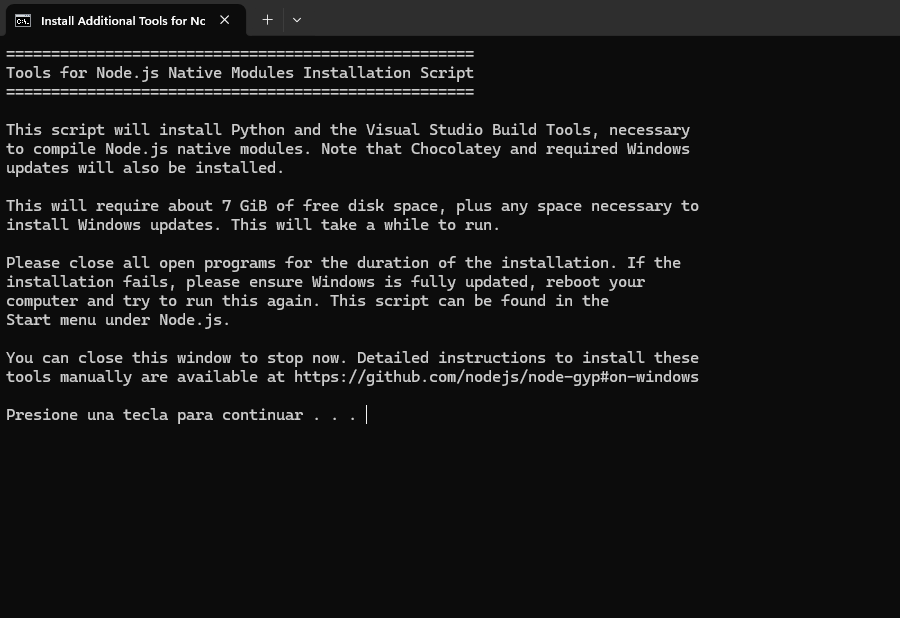 Install Additional Tools for Nc
====================================================
Tools for Node.js Native Modules Installation Script
====================================================
This script will install Python and the Visual Studio Build Tools, necessary
to compile Node.js native modules. Note that Chocolatey and required Windows
updates will also be installed.
This will require about 7 GiB of free disk space, plus any space necessary to
install Windows updates. This will take a while to run.
Please close all open programs for the duration of the installation. If the
installation fails, please ensure Windows is fully updated, reboot your
computer and try to run this again. This script can be found in the
Start menu under Node.js.
You can close this window to stop now. Detailed instructions to install these
tools manually are available at https://github.com/nodejs/node-gyp#on-windows
Presione una tecla para continuar . . .